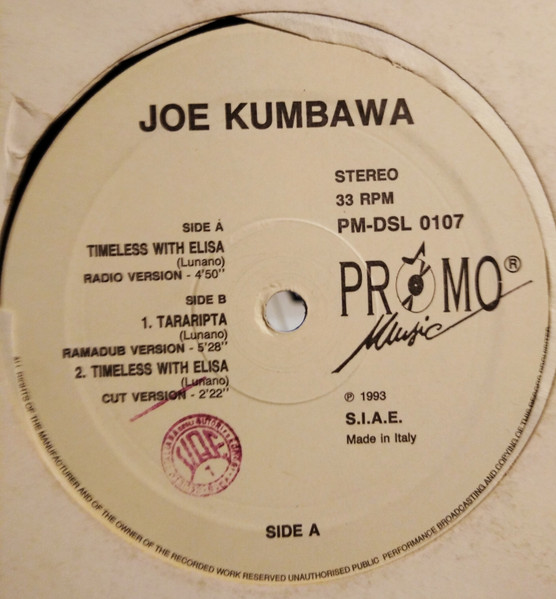 JOE KUMBAWA
STEREO
33 RPM
PM-DSL 0107
PROMO®
Music
℗ 1993
S.I.A.E.
Made in Italy
SIDE A
TIMELESS WITH ELISA
(Lunano)
RADIO VERSION - 4'50"
SIDE B
1. TARARIPTA
(Lunano)
RAMADUB VERSION - 5'28"
2. TIMELESS WITH ELISA
(Lunano)
CUT VERSION - 2'22"
SIAE
1
SIDE A
ALL RIGHTS OF THE MANUFACTURER AND OF THE OWNER OF THE RECORDED WORK RESERVED UNAUTHORISED PUBLIC PERFORMANCE BROADCASTING AND COPYING OF THIS RECORD